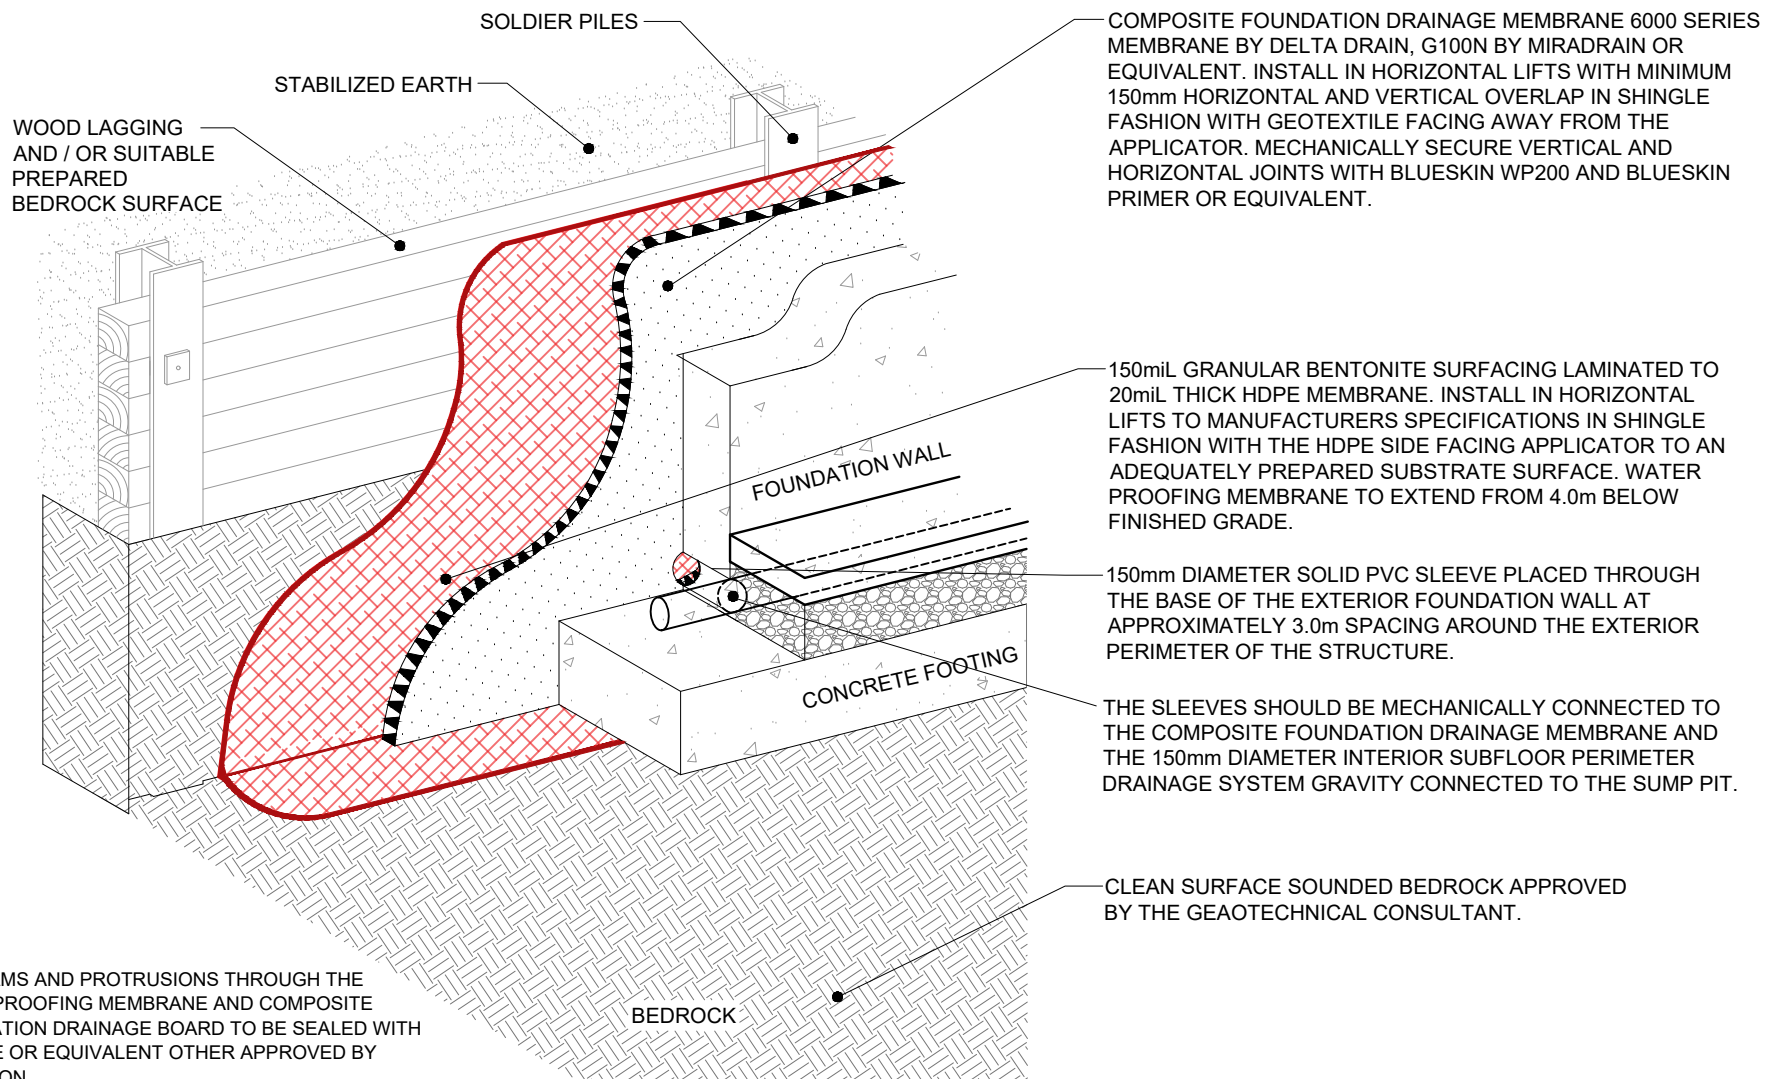 SOLDIER PILES
STABILIZED EARTH
WOOD LAGGING
AND / OR SUITABLE
PREPARED
BEDROCK SURFACE
COMPOSITE FOUNDATION DRAINAGE MEMBRANE 6000 SERIES
MEMBRANE BY DELTA DRAIN, G100N BY MIRADRAIN OR
EQUIVALENT. INSTALL IN HORIZONTAL LIFTS WITH MINIMUM
150mm HORIZONTAL AND VERTICAL OVERLAP IN SHINGLE
FASHION WITH GEOTEXTILE FACING AWAY FROM THE
APPLICATOR. MECHANICALLY SECURE VERTICAL AND
HORIZONTAL JOINTS WITH BLUESKIN WP200 AND BLUESKIN
PRIMER OR EQUIVALENT.
150miL GRANULAR BENTONITE SURFACING LAMINATED TO
20miL THICK HDPE MEMBRANE. INSTALL IN HORIZONTAL
LIFTS TO MANUFACTURERS SPECIFICATIONS IN SHINGLE
FASHION WITH THE HDPE SIDE FACING APPLICATOR TO AN
ADEQUATELY PREPARED SUBSTRATE SURFACE. WATER
PROOFING MEMBRANE TO EXTEND FROM 4.0m BELOW
FINISHED GRADE.
FOUNDATION WALL
150mm DIAMETER SOLID PVC SLEEVE PLACED THROUGH
THE BASE OF THE EXTERIOR FOUNDATION WALL AT
APPROXIMATELY 3.0m SPACING AROUND THE EXTERIOR
PERIMETER OF THE STRUCTURE.
CONCRETE FOOTING
THE SLEEVES SHOULD BE MECHANICALLY CONNECTED TO
THE COMPOSITE FOUNDATION DRAINAGE MEMBRANE AND
THE 150mm DIAMETER INTERIOR SUBFLOOR PERIMETER
DRAINAGE SYSTEM GRAVITY CONNECTED TO THE SUMP PIT.
CLEAN SURFACE SOUNDED BEDROCK APPROVED
BY THE GEAOTECHNICAL CONSULTANT.
BEDROCK
AMS AND PROTRUSIONS THROUGH THE
PROOFING MEMBRANE AND COMPOSITE
ATION DRAINAGE BOARD TO BE SEALED WITH
E OR EQUIVALENT OTHER APPROVED BY
ON